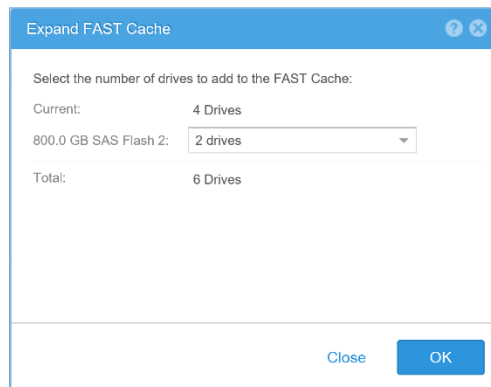 Expand FAST Cache
Select the number of drives to add to the FAST Cache:
Current: 4 Drives
800.0 GB SAS Flash 2: 2 drives
Total: 6 Drives
Close OK